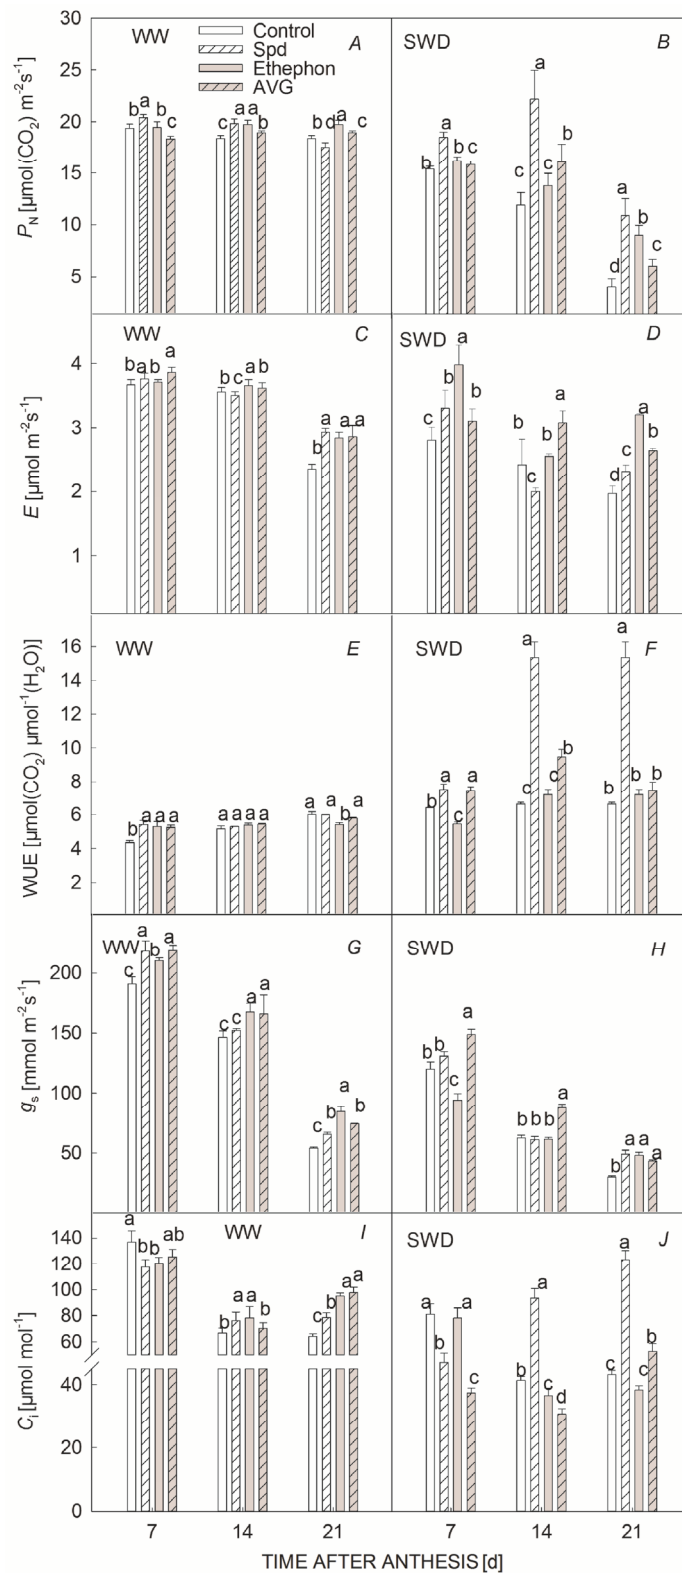 30
25
20
15
10
5
P_N [µmol(CO₂) m⁻²s⁻¹]
WW
A
Control
Spd
Ethephon
AVG
b a b c
c a a b
b c a c
SWD
B
a
b b c
a
c c b
a
d b c
4
3
2
1
E [µmol m⁻²s⁻¹]
WW
C
b a b a
b c a b
b a a a
SWD
D
c b a b
b c b a
d c a b
16
14
12
10
8
6
4
2
WUE [µmol(CO₂) µmol⁻¹(H₂O)]
WW
E
b a a a
a a a a
a a b a
SWD
F
b a c a
c a c b
b a b b
200
150
100
50
g_s [mmol m⁻²s⁻¹]
WW
G
c a b a
c c a a
c b a b
SWD
H
b b c a
b b b a
b a a a
140
120
100
80
60
40
20
0
C_i [µmol mol⁻¹]
WW
I
a b b ab
b a a b
c b a a
SWD
J
a b a c
b a c d
c a c b
7 14 21 7 14 21
TIME AFTER ANTHESIS [d]